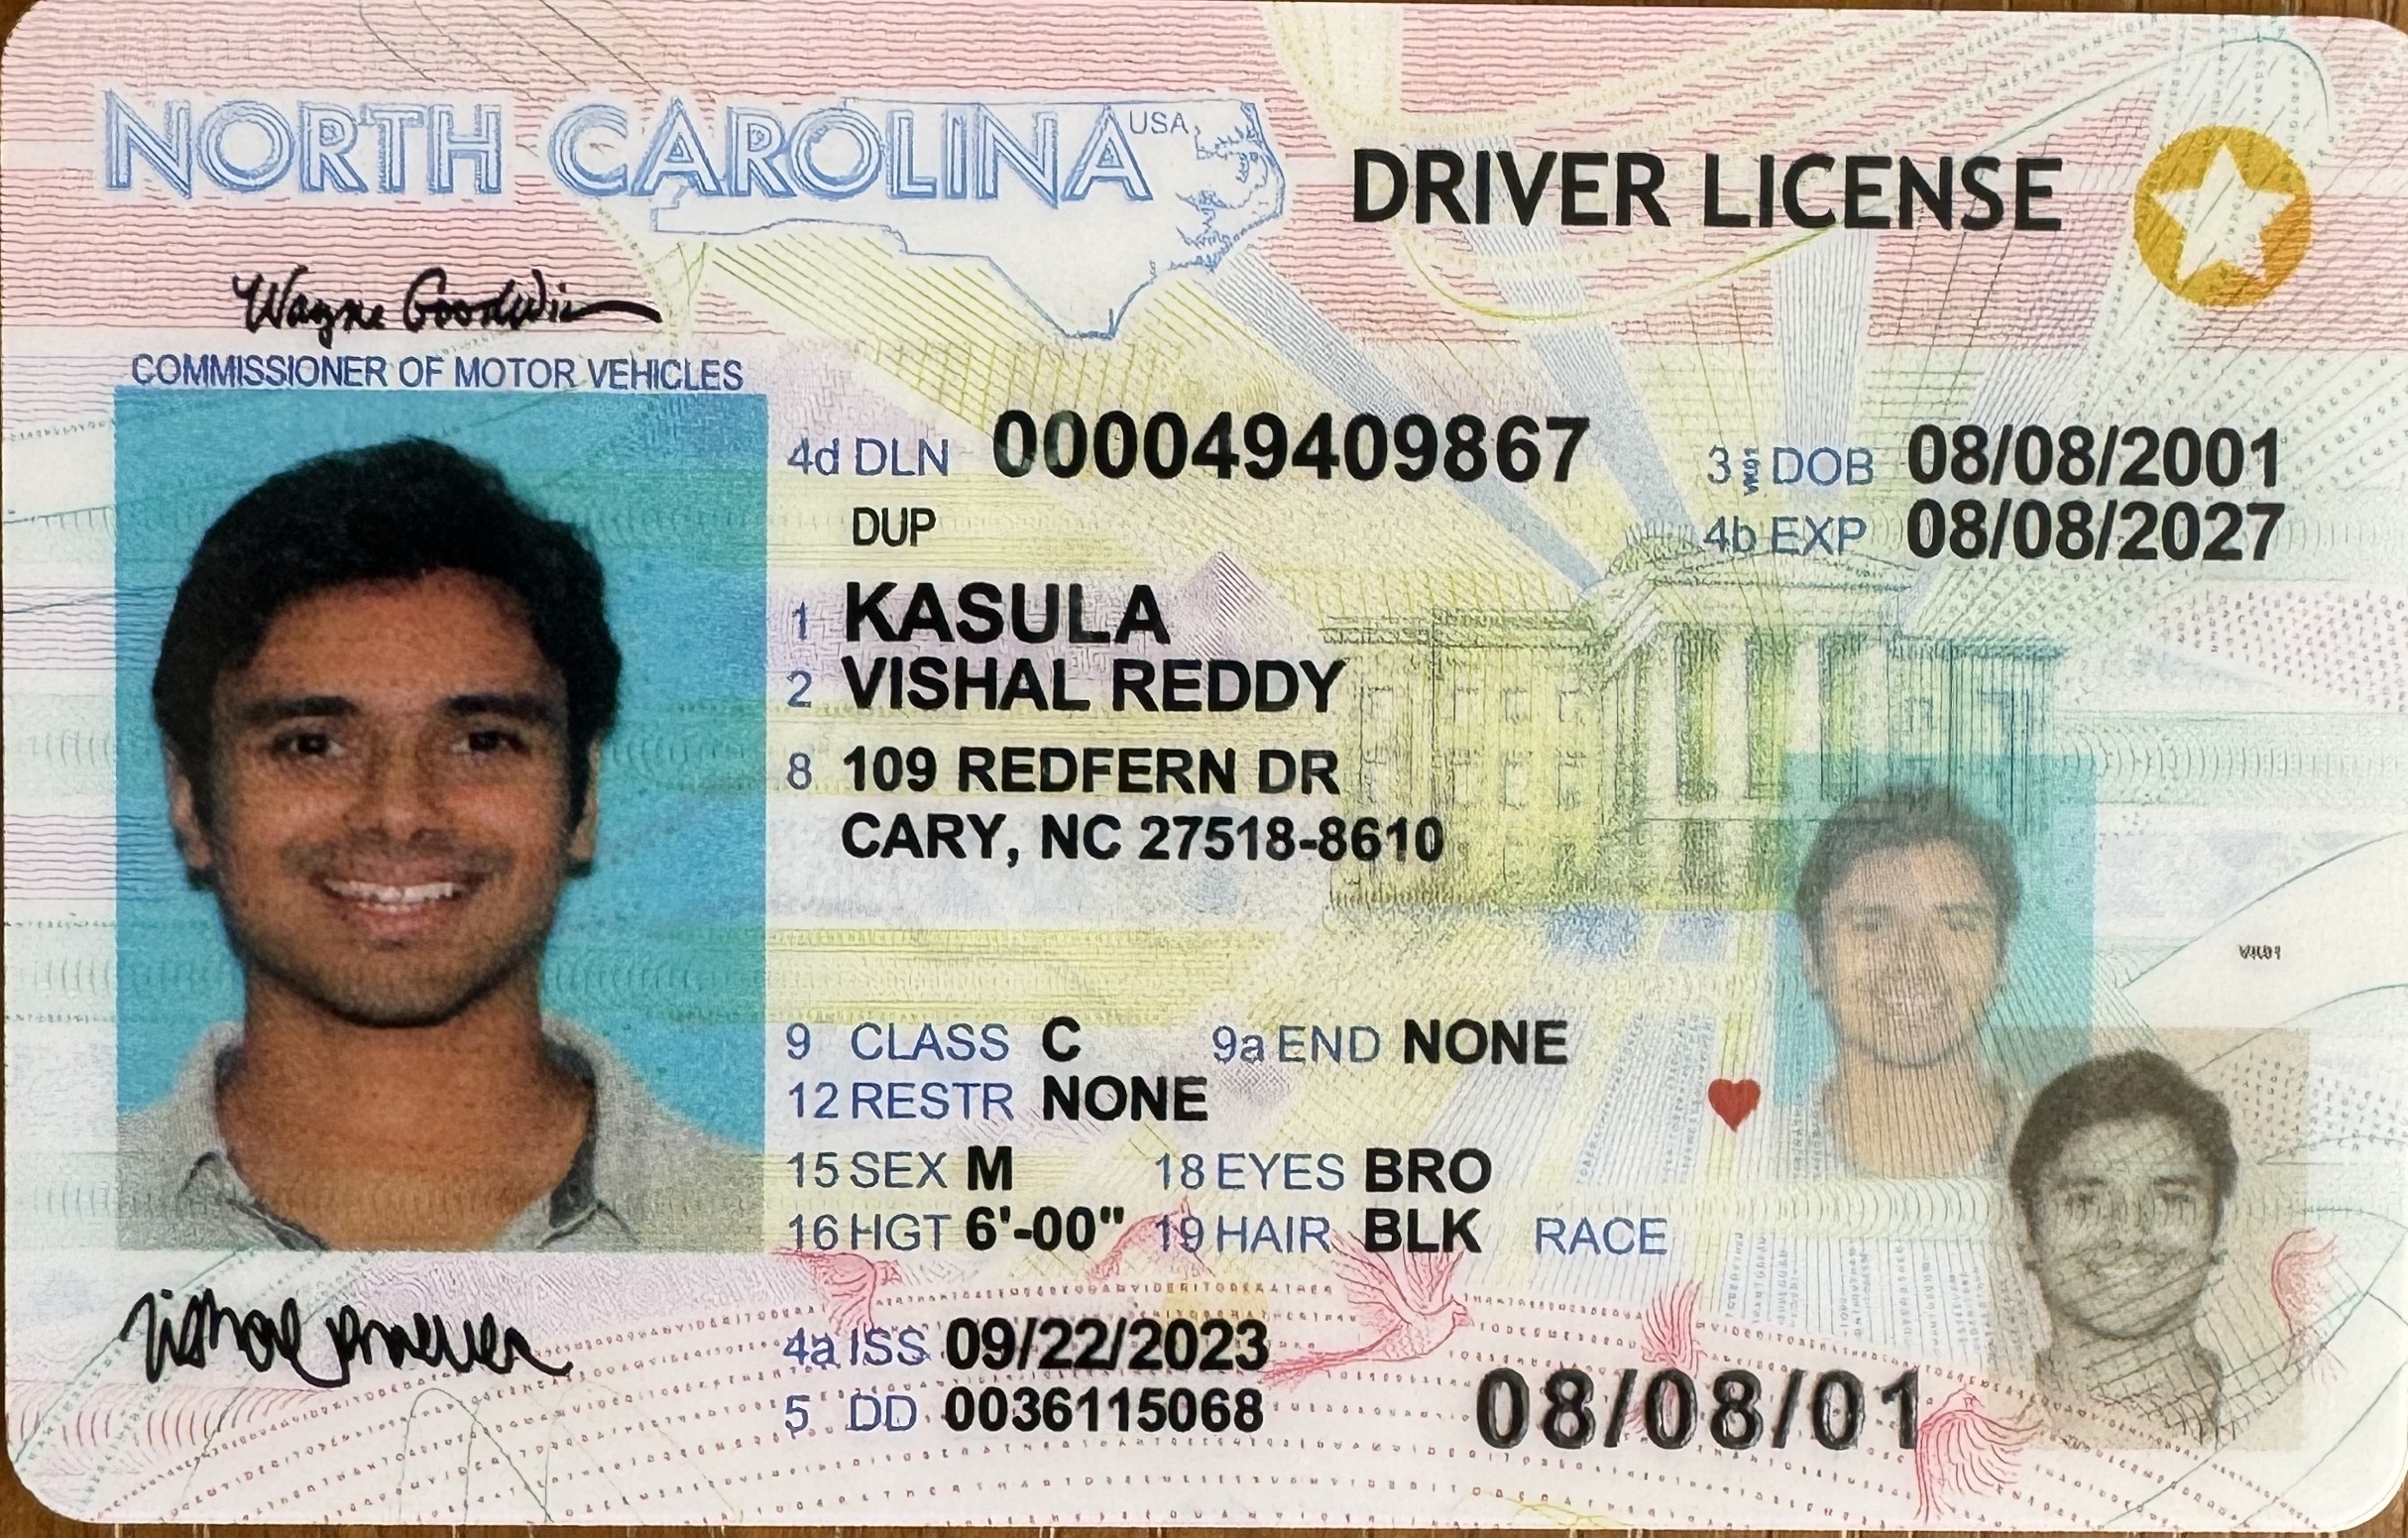 NORTH CAROLINA USA
DRIVER LICENSE
Wayne Goodwin
COMMISSIONER OF MOTOR VEHICLES
4d DLN 000049409867
DUP
3 DOB 08/08/2001
4b EXP 08/08/2027
1 KASULA
2 VISHAL REDDY
8 109 REDFERN DR
CARY, NC 27518-8610
9 CLASS C 9a END NONE
12 RESTR NONE
15 SEX M 18 EYES BRO
16 HGT 6'-00" 19 HAIR BLK RACE
4a ISS 09/22/2023
5 DD 0036115068
08/08/01